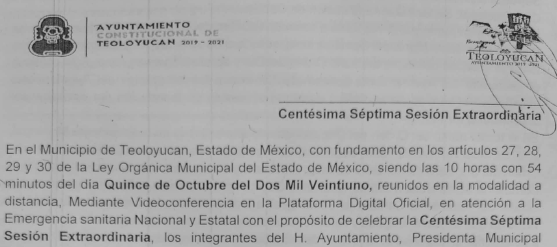 AYUNTAMIENTO
CONSTITUCIONAL DE
TEOLOYUCAN 2019 - 2021
TEOLOYUCAN
AYUNTAMIENTO 2019-2021
Centésima Séptima Sesión Extraordinaria
En el Municipio de Teoloyucan, Estado de México, con fundamento en los artículos 27, 28,
29 y 30 de la Ley Orgánica Municipal del Estado de México, siendo las 10 horas con 54
minutos del día Quince de Octubre del Dos Mil Veintiuno, reunidos en la modalidad a
distancia, Mediante Videoconferencia en la Plataforma Digital Oficial, en atención a la
Emergencia sanitaria Nacional y Estatal con el propósito de celebrar la Centésima Séptima
Sesión Extraordinaria, los integrantes del H. Ayuntamiento, Presidenta Municipal